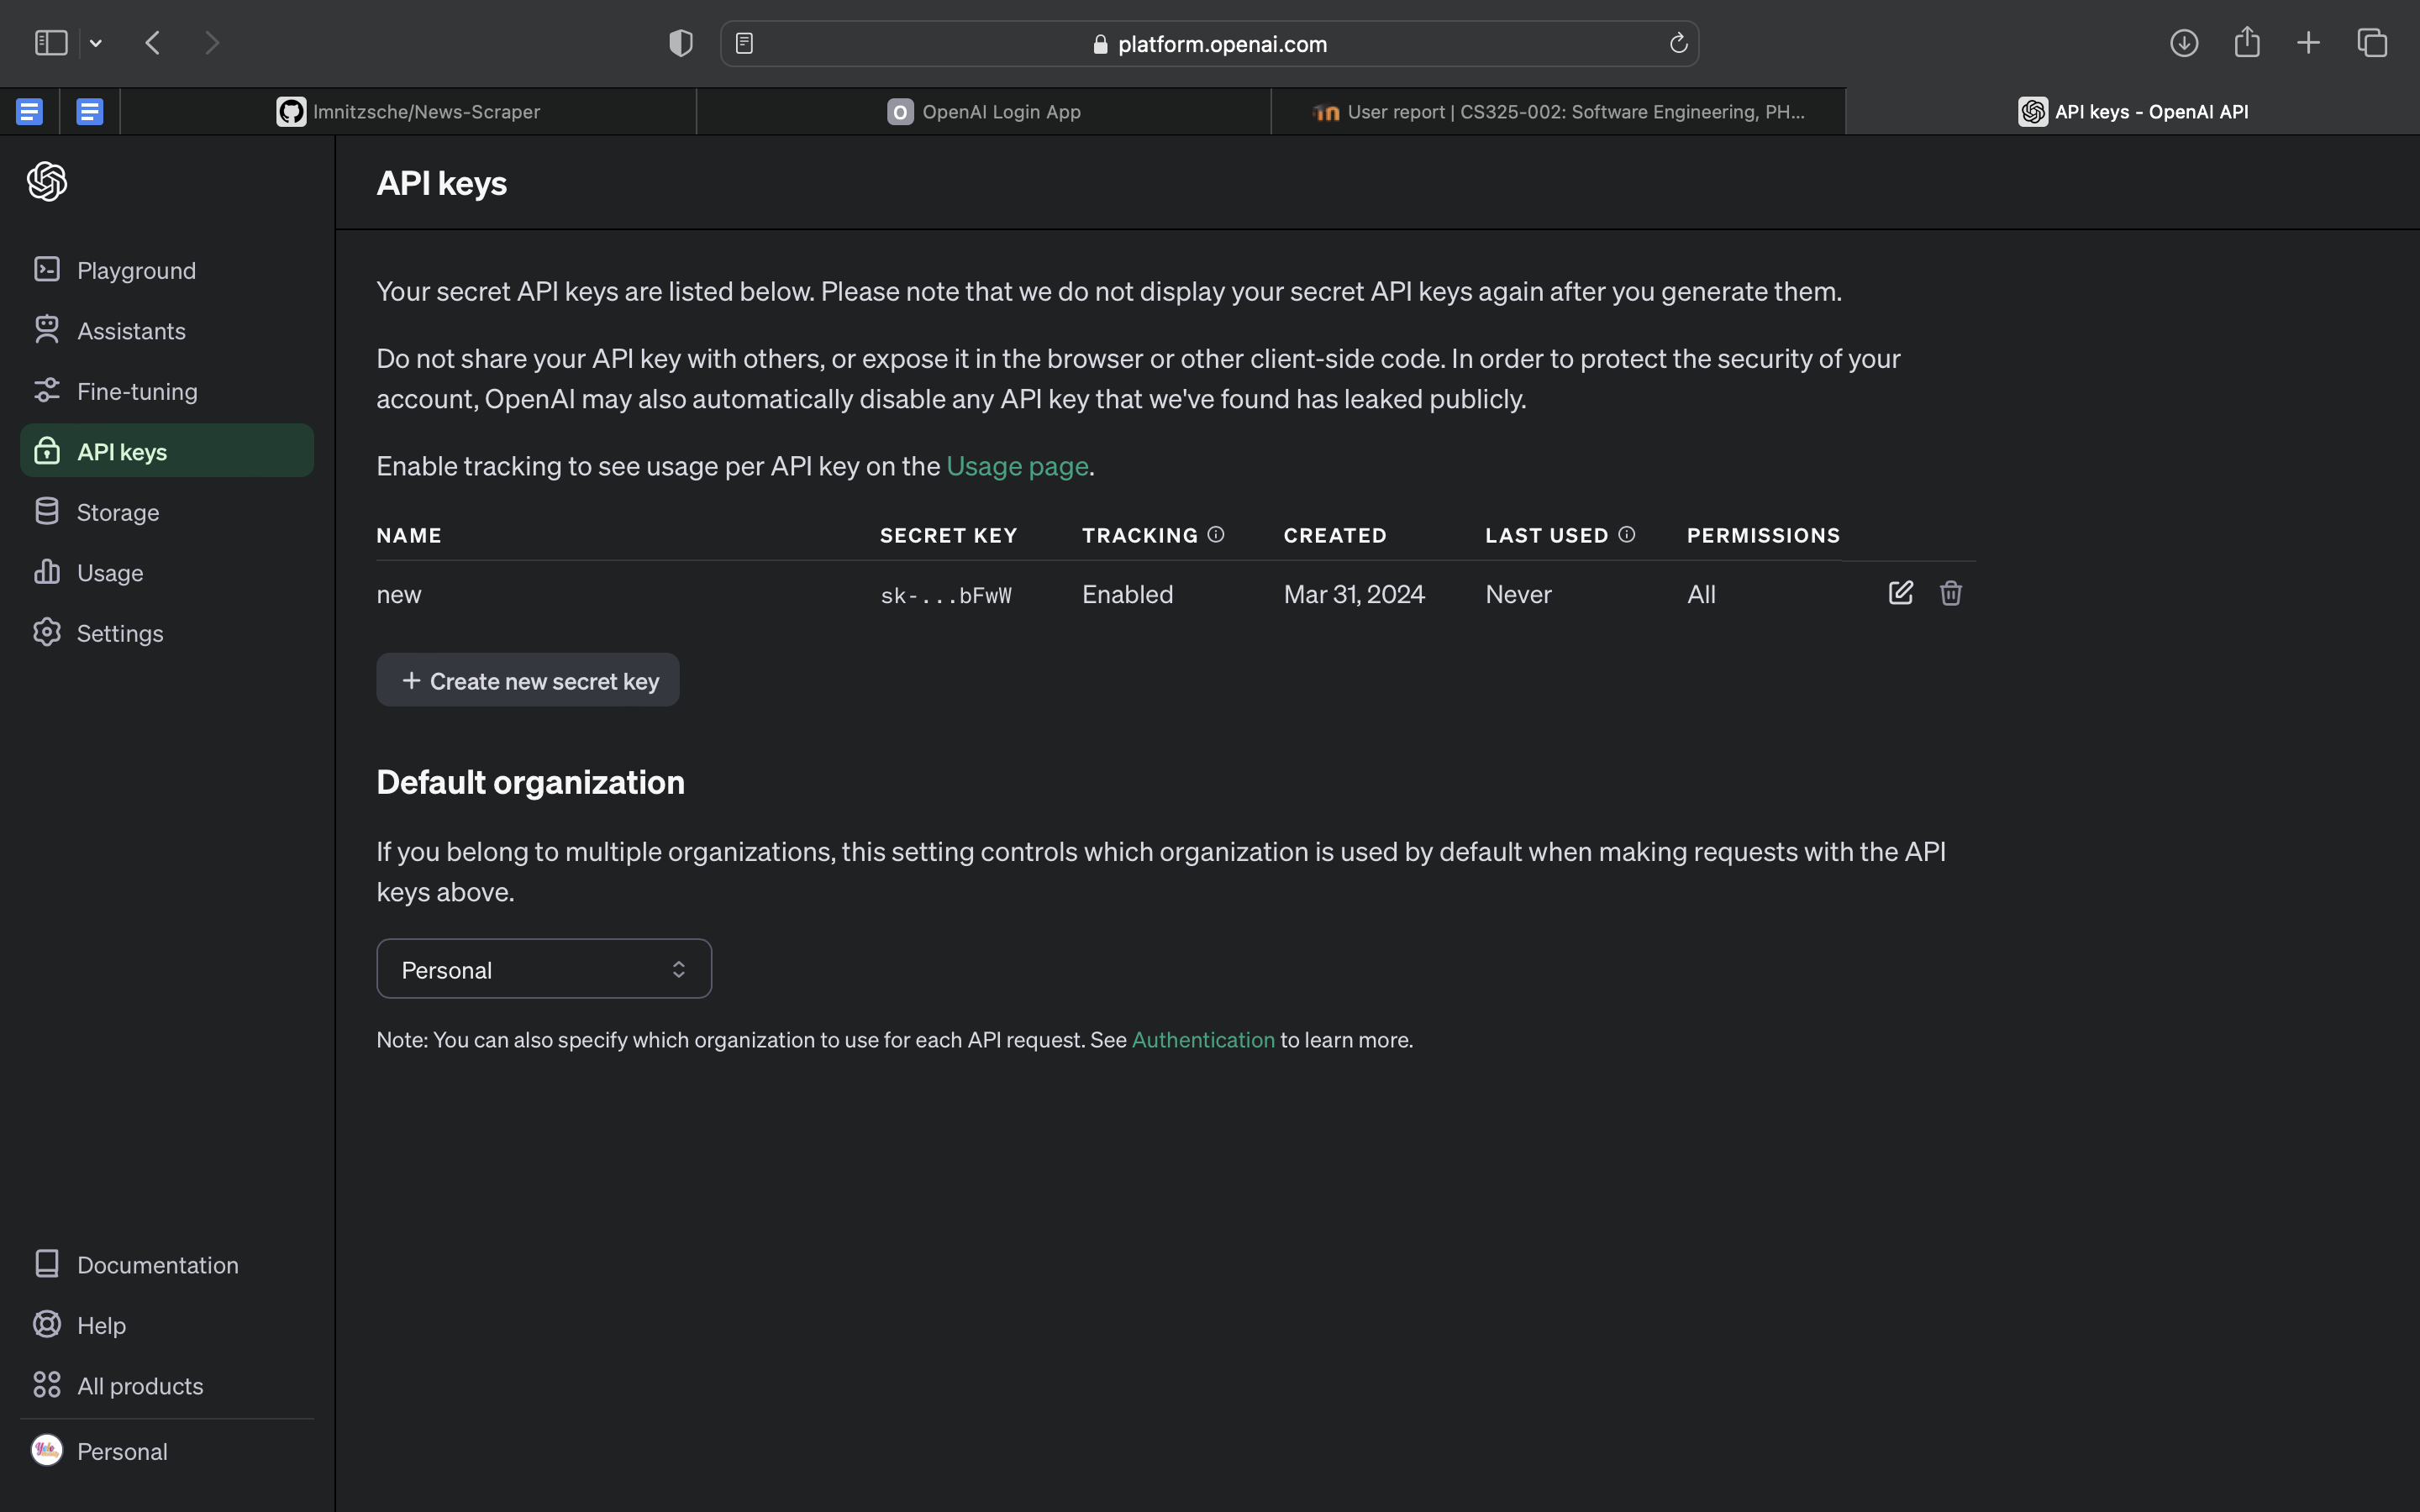 platform.openai.com
lmnitzsche/News-Scraper
OpenAI Login App
User report | CS325-002: Software Engineering, PH...
API keys - OpenAI API
Playground
Assistants
Fine-tuning
API keys
Storage
Usage
Settings
Documentation
Help
All products
Personal
API keys
Your secret API keys are listed below. Please note that we do not display your secret API keys again after you generate them.
Do not share your API key with others, or expose it in the browser or other client-side code. In order to protect the security of your
account, OpenAI may also automatically disable any API key that we've found has leaked publicly.
Enable tracking to see usage per API key on the Usage page.
NAME SECRET KEY TRACKING CREATED LAST USED PERMISSIONS
new sk-...bFwW Enabled Mar 31, 2024 Never All
+ Create new secret key
Default organization
If you belong to multiple organizations, this setting controls which organization is used by default when making requests with the API
keys above.
Personal
Note: You can also specify which organization to use for each API request. See Authentication to learn more.